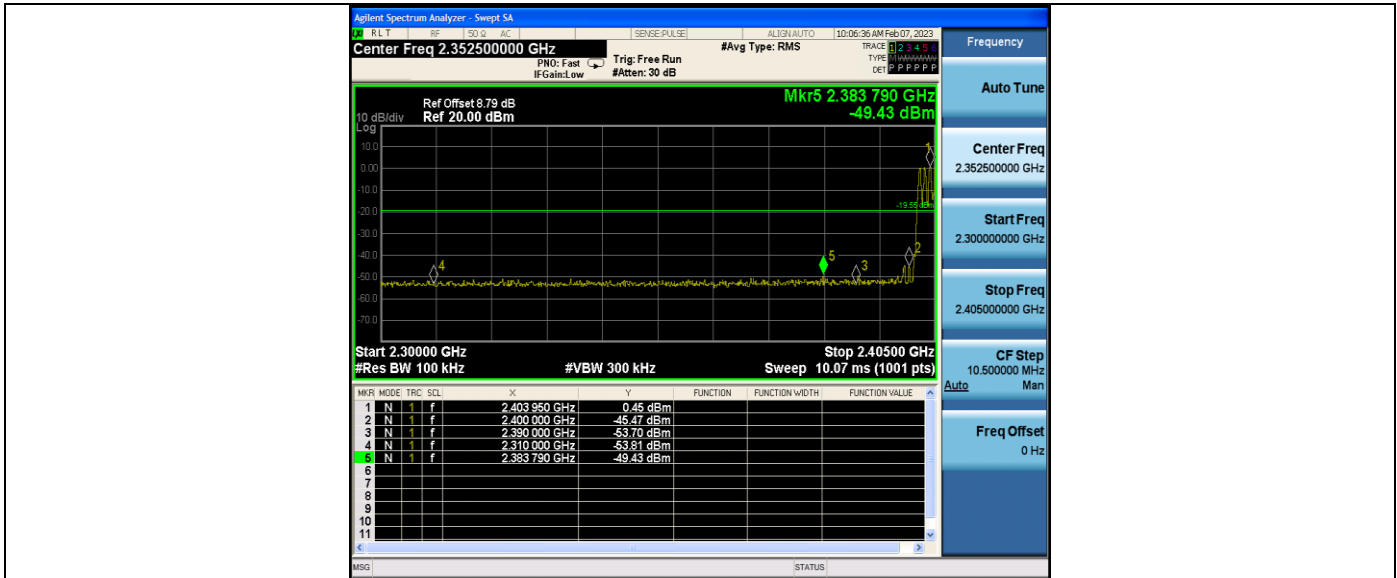 Agilent Spectrum Analyzer - Swept SA
RLT RF 50 Ω AC SENSE:PULSE ALIGN AUTO 10:06:36 AM Feb 07, 2023
Center Freq 2.352500000 GHz
PNO: Fast
IFGain:Low
Trig: Free Run
#Atten: 30 dB
#Avg Type: RMS
TRACE 1 2 3 4 5 6
TYPE
DET P P P P P P
Mkr5 2.383 790 GHz
-49.43 dBm
Ref Offset 8.79 dB
10 dB/div Ref 20.00 dBm
Log
10.0
0.00
-10.0
-20.0
-30.0
-40.0
-50.0
-60.0
-70.0
-19.55 dBm
1
2
3
4
5
Start 2.30000 GHz Stop 2.40500 GHz
#Res BW 100 kHz #VBW 300 kHz Sweep 10.07 ms (1001 pts)
MKR MODE TRC SCL X Y FUNCTION FUNCTION WIDTH FUNCTION VALUE
1 N 1 f 2.403 950 GHz 0.45 dBm
2 N 1 f 2.400 000 GHz -45.47 dBm
3 N 1 f 2.390 000 GHz -53.70 dBm
4 N 1 f 2.310 000 GHz -53.81 dBm
5 N 1 f 2.383 790 GHz -49.43 dBm
6
7
8
9
10
11
MSG STATUS
Frequency
Auto Tune
Center Freq
2.352500000 GHz
Start Freq
2.300000000 GHz
Stop Freq
2.405000000 GHz
CF Step
10.500000 MHz
Auto Man
Freq Offset
0 Hz